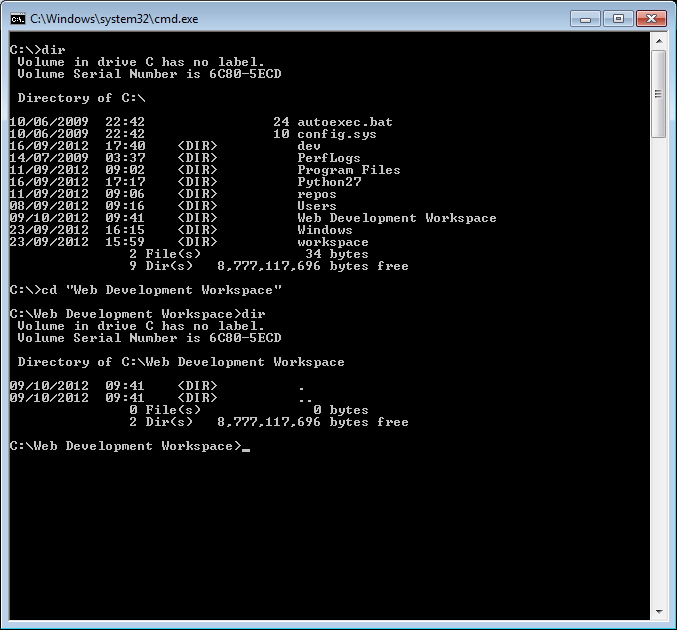 C:\Windows\system32\cmd.exe
C:\>dir
 Volume in drive C has no label.
 Volume Serial Number is 6C80-5ECD

 Directory of C:\

10/06/2009  22:42                24 autoexec.bat
10/06/2009  22:42                10 config.sys
16/09/2012  17:40    <DIR>          dev
14/07/2009  03:37    <DIR>          PerfLogs
11/09/2012  09:02    <DIR>          Program Files
16/09/2012  17:17    <DIR>          Python27
11/09/2012  09:06    <DIR>          repos
08/09/2012  09:16    <DIR>          Users
09/10/2012  09:41    <DIR>          Web Development Workspace
23/09/2012  16:15    <DIR>          Windows
23/09/2012  15:59    <DIR>          workspace
               2 File(s)             34 bytes
               9 Dir(s)   8,777,117,696 bytes free

C:\>cd "Web Development Workspace"

C:\Web Development Workspace>dir
 Volume in drive C has no label.
 Volume Serial Number is 6C80-5ECD

 Directory of C:\Web Development Workspace

09/10/2012  09:41    <DIR>          .
09/10/2012  09:41    <DIR>          ..
               0 File(s)              0 bytes
               2 Dir(s)   8,777,117,696 bytes free

C:\Web Development Workspace>_